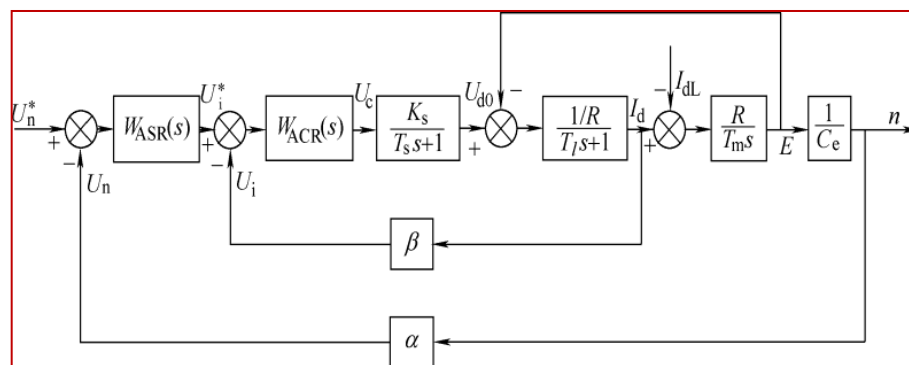 U*n
+
−
Un
WASR(s)
U*i
+
−
Ui
WACR(s)
Uc
Ks
Tss+1
Ud0
−
+
1/R
Tls+1
Id
+
− IdL
R
Tms
E
1
Ce
n
β
α